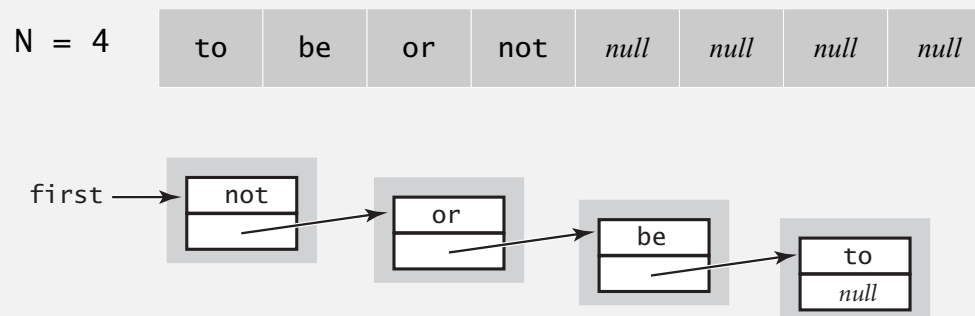 N = 4 to be or not null null null null
first not
or
be
to
null